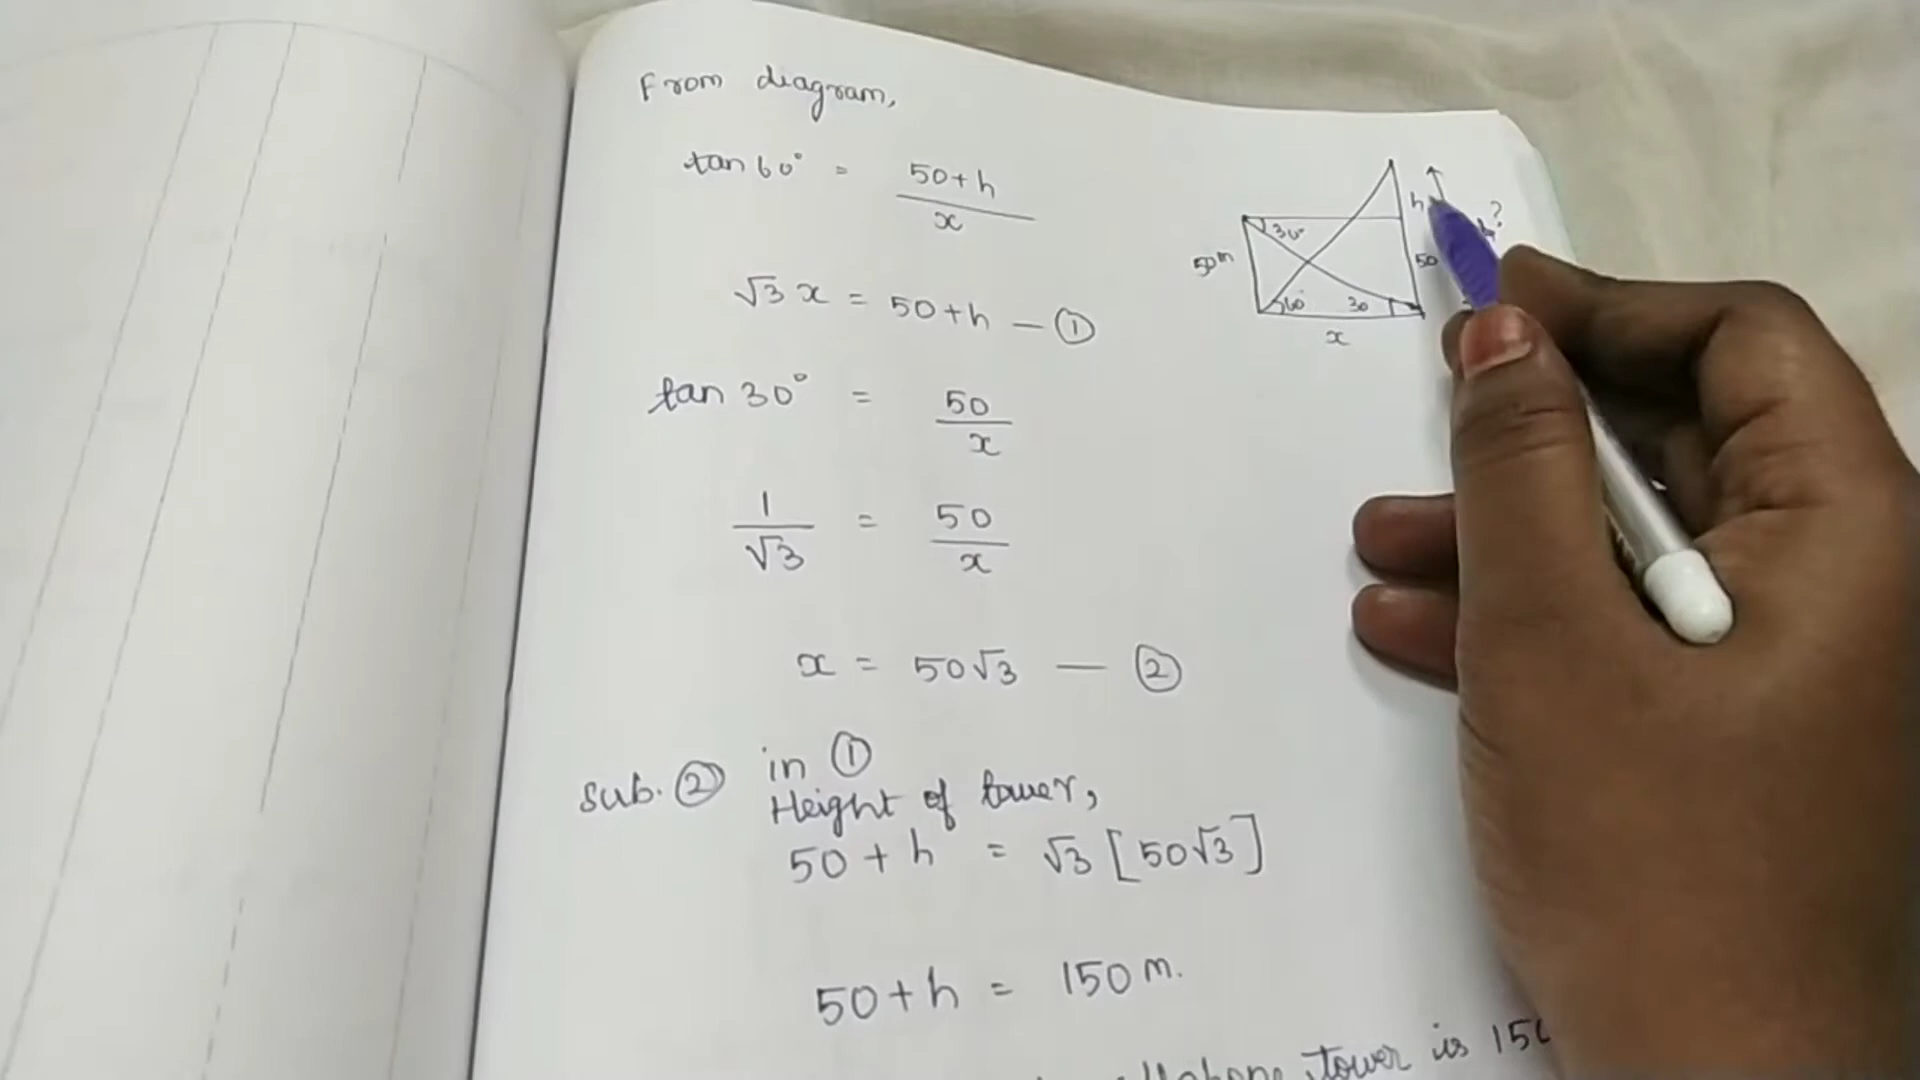 From diagram,
tan 60° = 50+h / x
√3 x = 50+h — ①
tan 30° = 50 / x
1 / √3 = 50 / x
x = 50√3 — ②
sub. ② in ①
Height of tower,
50 + h = √3 [50√3]
50+h = 150 m.
tower is 150
h
?
30°
50m
50
60°
30
x